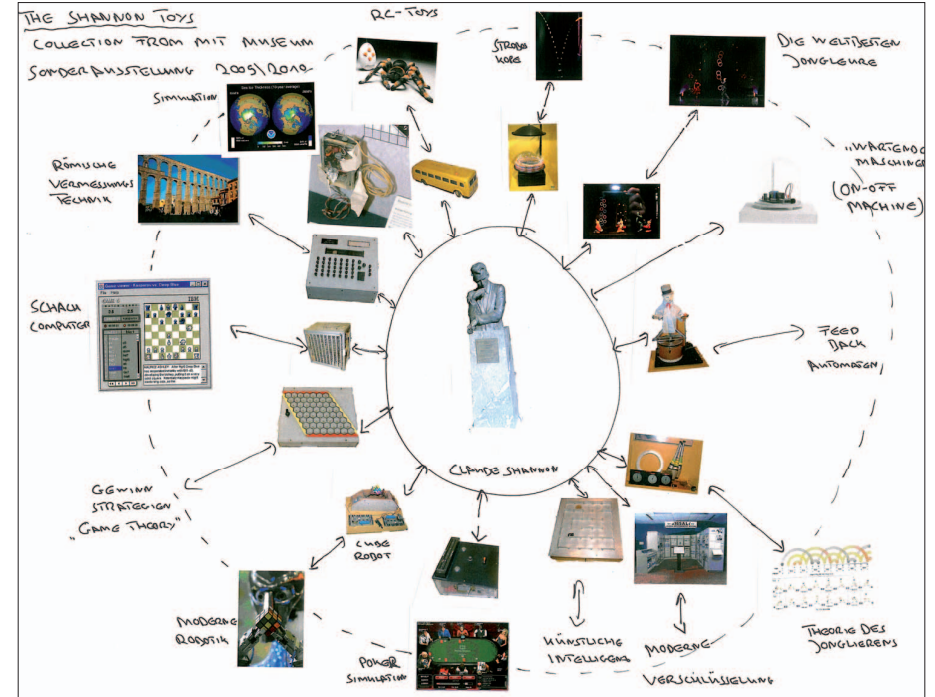 THE SHANNON TOYS
COLLECTION FROM MIT MUSEUM
SONDERAUSSTELLUNG 2009\2010
RC-TOYS
STROBO
KOPE
DIE WELTBESTEN
JONGLEURE
SIMULATION
RÖMISCHE
VERMESSUNGS
TECHNIK
"WARTENDE
MASCHINE"
(ON-OFF
MACHINE)
SCHACH
COMPUTER
FEED
BACK
AUTOMATEN
CLAUDE SHANNON
GEWINN
STRATEGIEN
"GAME THEORY"
CUBE
ROBOT
MODERNE
ROBOTIK
POKER
SIMULATION
KÜNSTLICHE
INTELLIGENZ
MODERNE
VERSCHLÜSSELUNG
THEORIE DES
JONGLIERENS